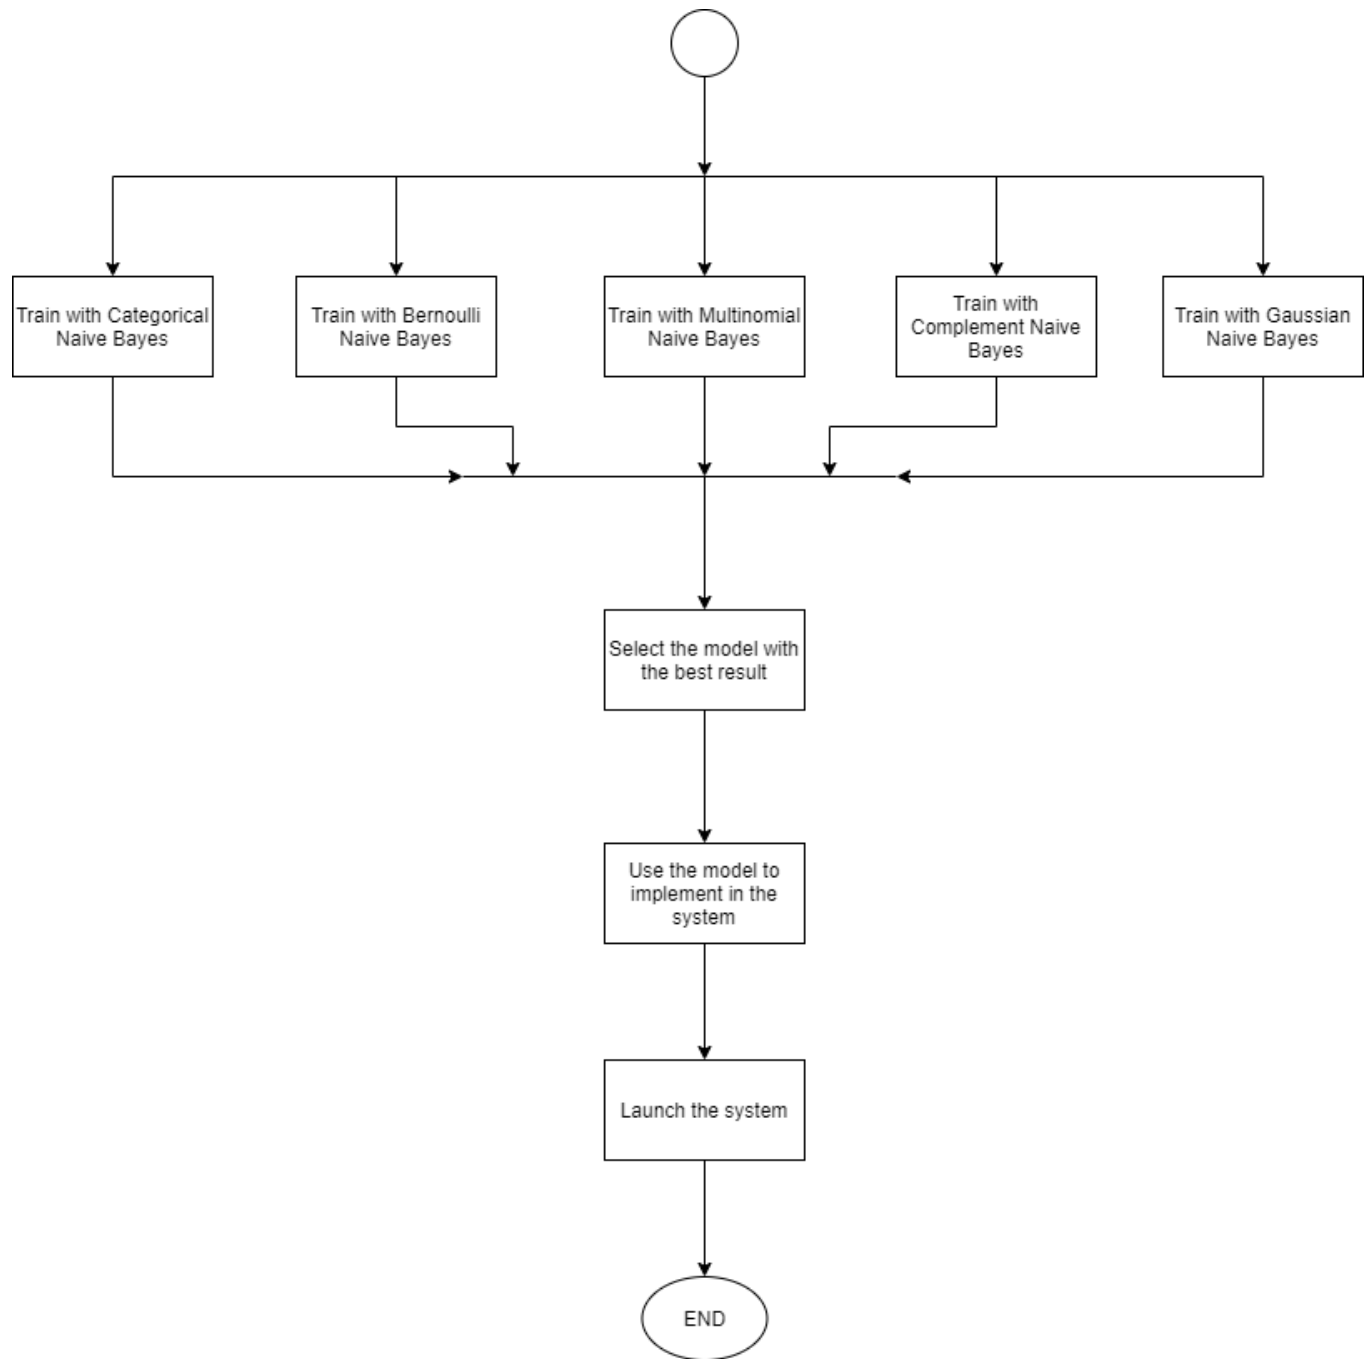 Train with Categorical
Naive Bayes
Train with Bernoulli
Naive Bayes
Train with Multinomial
Naive Bayes
Train with
Complement Naive
Bayes
Train with Gaussian
Naive Bayes
Select the model with
the best result
Use the model to
implement in the
system
Launch the system
END